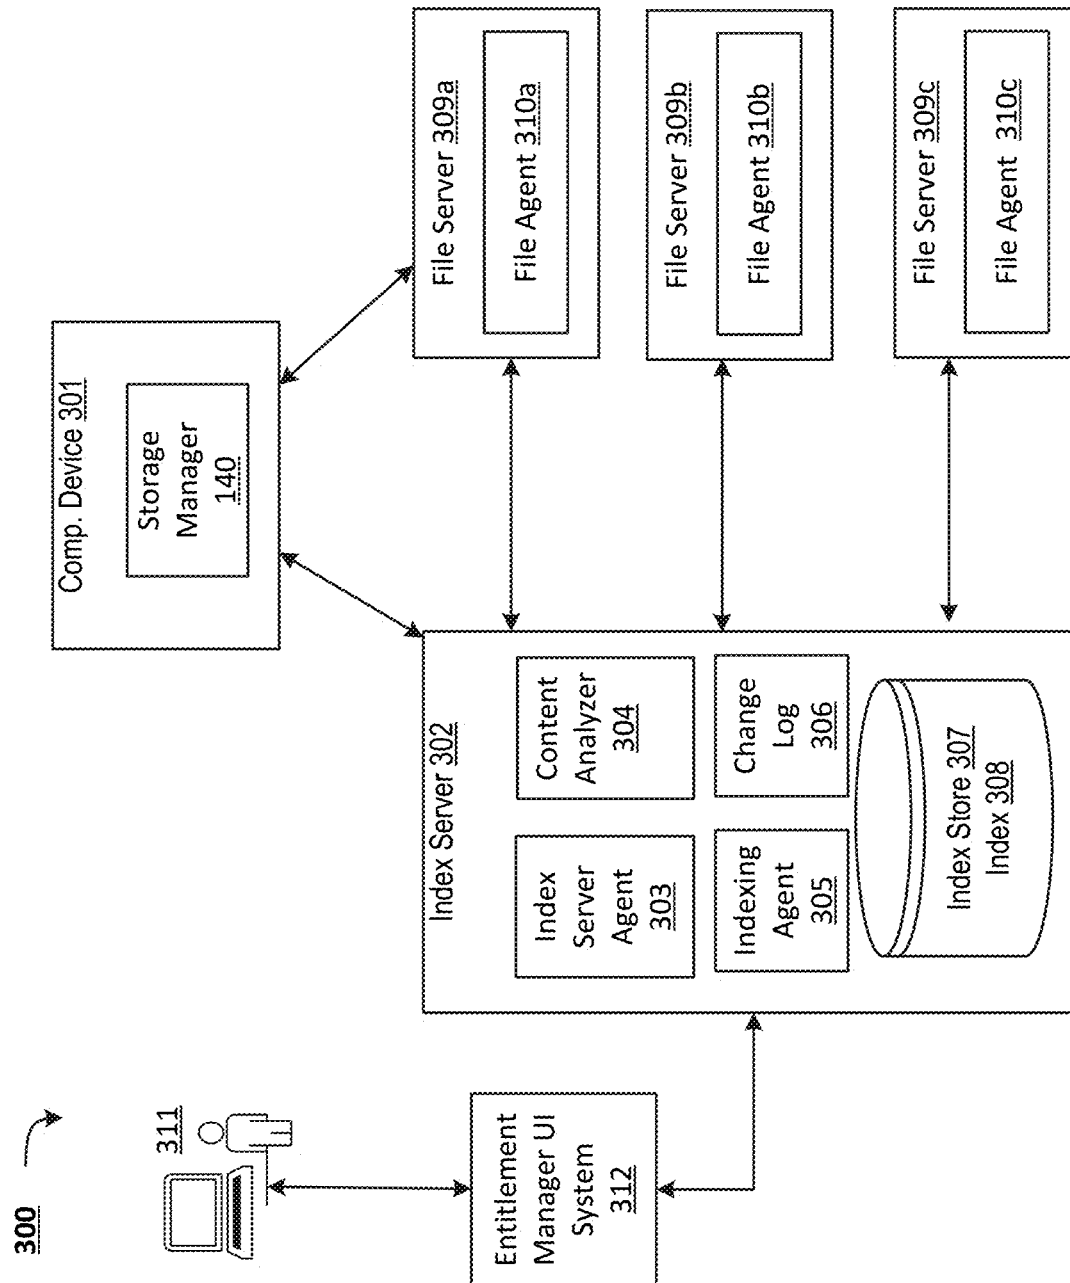 300
311
Entitlement
Manager UI
System
312
Comp. Device 301
Storage
Manager
140
Index Server 302
Index
Server
Agent
303
Content
Analyzer
304
Indexing
Agent
305
Change
Log
306
Index Store 307
Index 308
File Server 309a
File Agent 310a
File Server 309b
File Agent 310b
File Server 309c
File Agent 310c